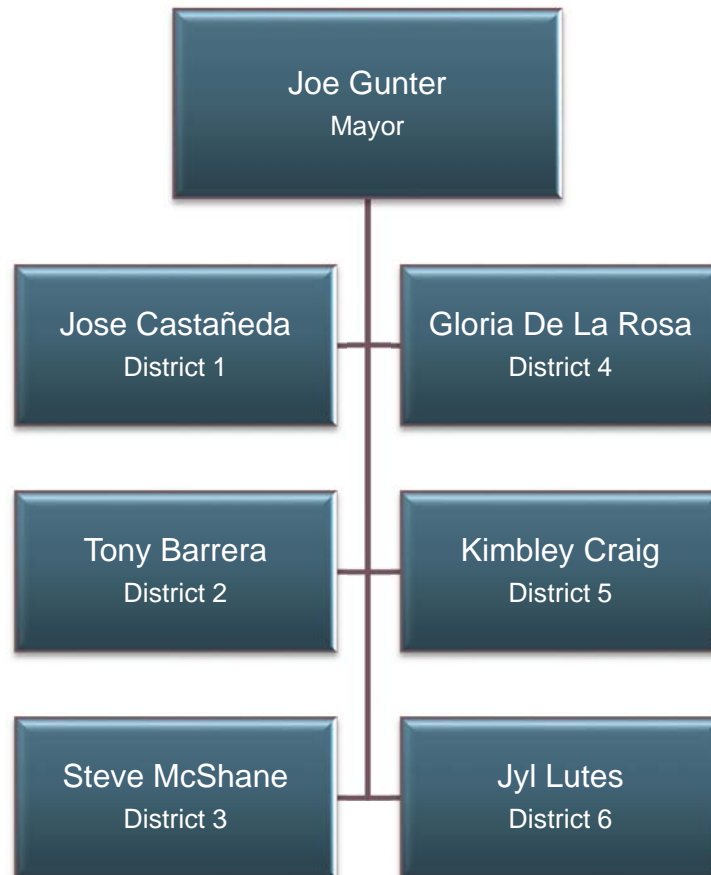 Joe Gunter
Mayor
Jose Castañeda
District 1
Gloria De La Rosa
District 4
Tony Barrera
District 2
Kimbley Craig
District 5
Steve McShane
District 3
Jyl Lutes
District 6